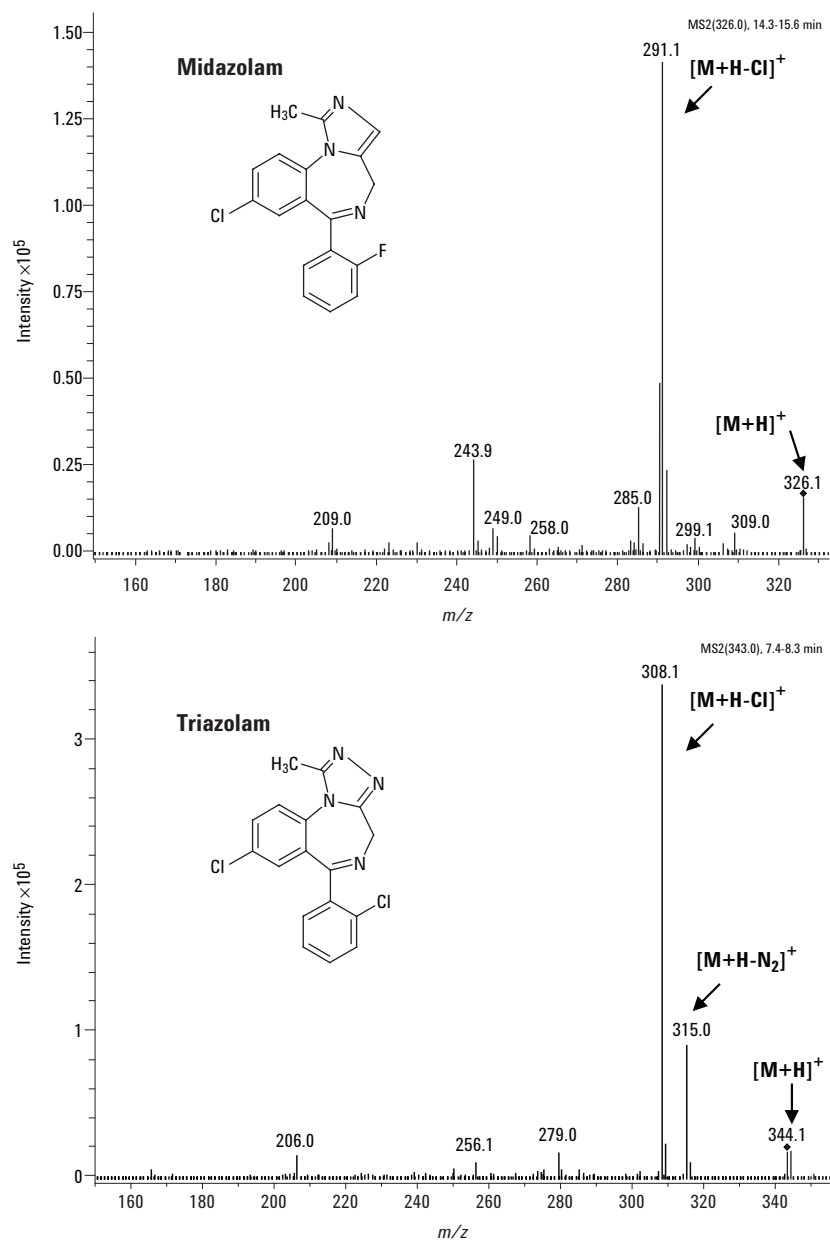 MS2(326.0), 14.3-15.6 min
1.50
291.1
Midazolam
[M+H-Cl]+
N
H₃C
1.25
N
1.00
Cl
N
F
Intensity ×10⁵
0.75
0.50
[M+H]+
0.25
243.9
326.1
285.0
209.0
249.0
258.0
299.1
309.0
0.00
160 180 200 220 240 260 280 300 320
m/z
MS2(343.0), 7.4-8.3 min
308.1
[M+H-Cl]+
3
Triazolam
N
H₃C
N
N
Cl
N
2
Cl
Intensity ×10⁵
[M+H-N₂]+
315.0
1
[M+H]+
344.1
206.0
256.1
279.0
0
160 180 200 220 240 260 280 300 320 340
m/z